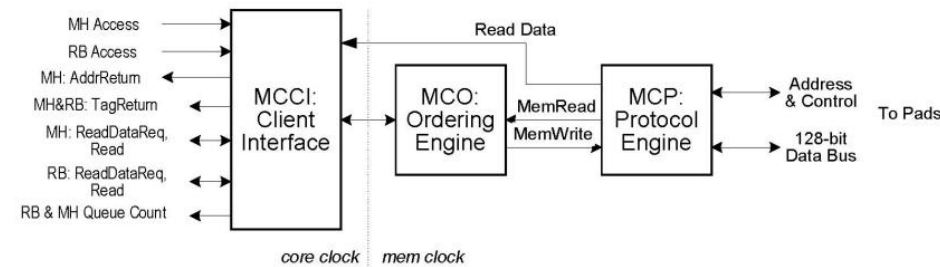 MH Access
RB Access
MH: AddrReturn
MH&RB: TagReturn
MH: ReadDataReq,
Read
RB: ReadDataReq,
Read
RB & MH Queue Count
MCCI:
Client
Interface
Read Data
MCO:
Ordering
Engine
MemRead
MemWrite
MCP:
Protocol
Engine
Address
& Control
128-bit
Data Bus
To Pads
core clock
mem clock